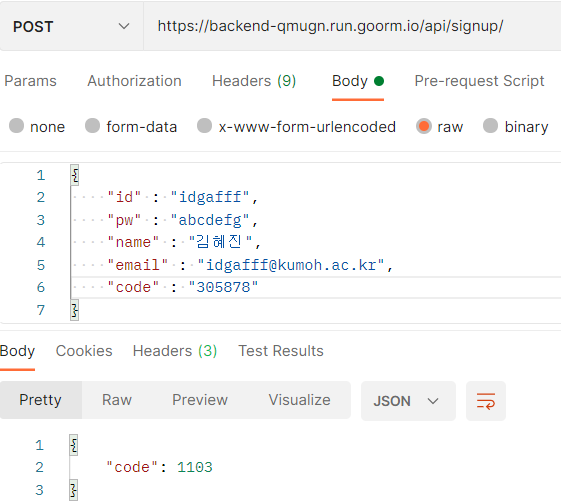 POST https://backend-qmugn.run.goorm.io/api/signup/
Params Authorization Headers (9) Body Pre-request Script
none form-data x-www-form-urlencoded raw binary
1 {
2 "id" : "idgafff",
3 "pw" : "abcdefg",
4 "name" : "김혜진",
5 "email" : "idgafff@kumoh.ac.kr",
6 "code" : "305878"
7 }
Body Cookies Headers (3) Test Results
Pretty Raw Preview Visualize JSON
1 {
2 "code": 1103
3 }